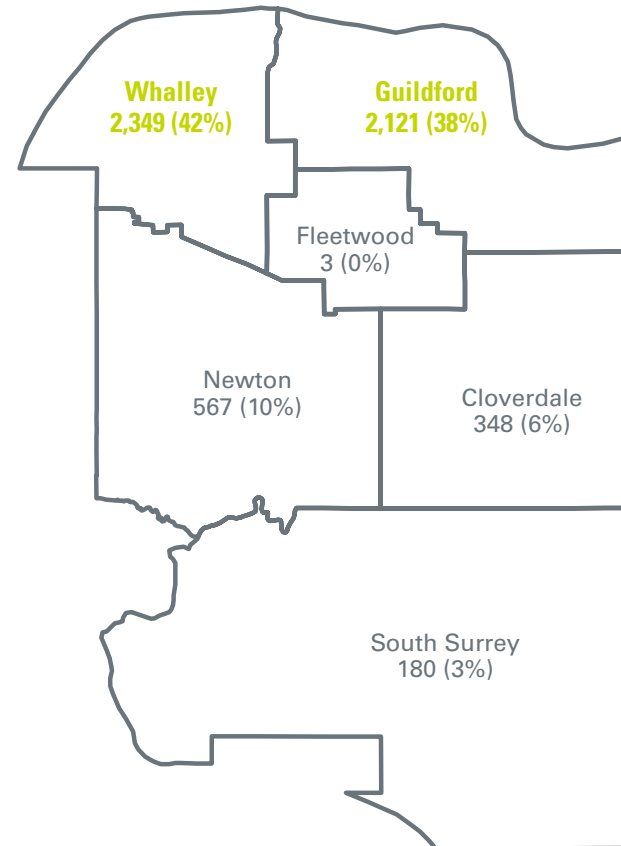 Whalley
2,349 (42%)
Guildford
2,121 (38%)
Fleetwood
3 (0%)
Newton
567 (10%)
Cloverdale
348 (6%)
South Surrey
180 (3%)